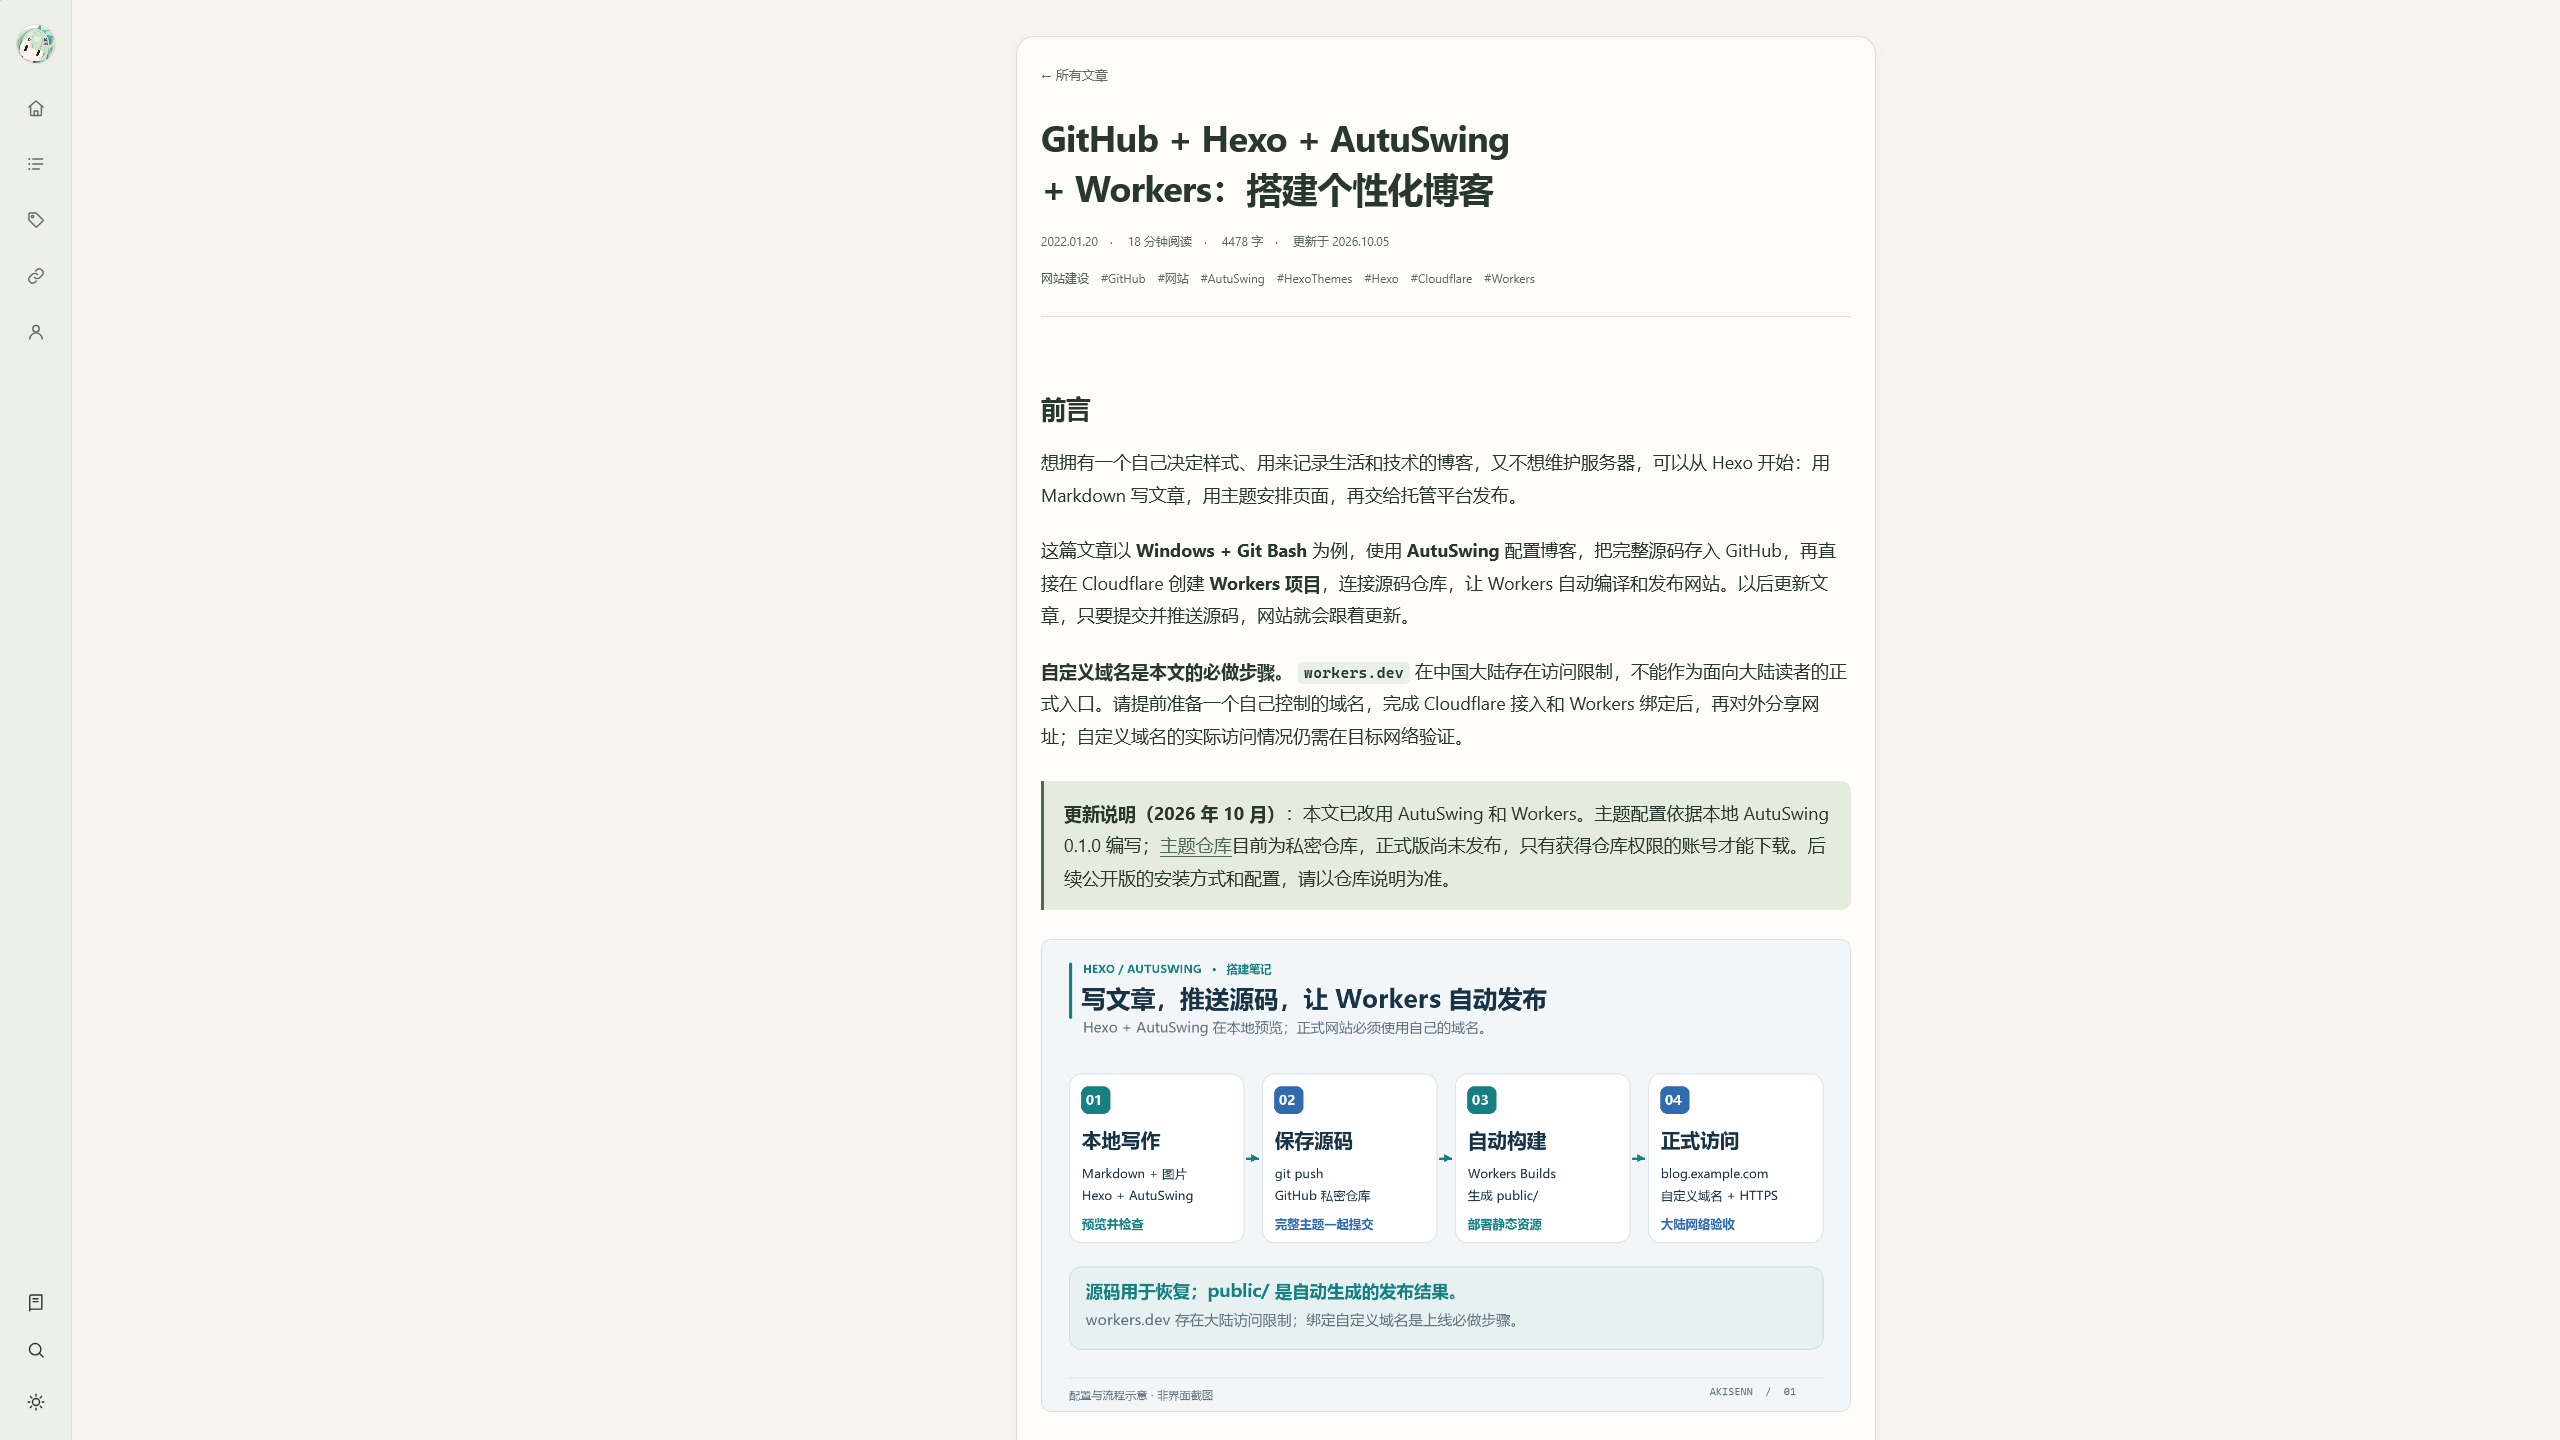 ← 所有文章
GitHub + Hexo + AutuSwing
+ Workers：搭建个性化博客
2022.01.20 · 18 分钟阅读 · 4478 字 · 更新于 2026.10.05
网站建设 #GitHub #网站 #AutuSwing #HexoThemes #Hexo #Cloudflare #Workers
前言
想拥有一个自己决定样式、用来记录生活和技术的博客，又不想维护服务器，可以从 Hexo 开始：用
Markdown 写文章，用主题安排页面，再交给托管平台发布。
这篇文章以 Windows + Git Bash 为例，使用 AutuSwing 配置博客，把完整源码存入 GitHub，再直
接在 Cloudflare 创建 Workers 项目，连接源码仓库，让 Workers 自动编译和发布网站。以后更新文
章，只要提交并推送源码，网站就会跟着更新。
自定义域名是本文的必做步骤。 workers.dev 在中国大陆存在访问限制，不能作为面向大陆读者的正
式入口。请提前准备一个自己控制的域名，完成 Cloudflare 接入和 Workers 绑定后，再对外分享网
址；自定义域名的实际访问情况仍需在目标网络验证。
更新说明（2026 年 10 月）：本文已改用 AutuSwing 和 Workers。主题配置依据本地 AutuSwing
0.1.0 编写；主题仓库目前为私密仓库，正式版尚未发布，只有获得仓库权限的账号才能下载。后
续公开版的安装方式和配置，请以仓库说明为准。
HEXO / AUTUSWING • 搭建笔记
写文章，推送源码，让 Workers 自动发布
Hexo + AutuSwing 在本地预览；正式网站必须使用自己的域名。
01
本地写作
Markdown + 图片
Hexo + AutuSwing
预览并检查
02
保存源码
git push
GitHub 私密仓库
完整主题一起提交
03
自动构建
Workers Builds
生成 public/
部署静态资源
04
正式访问
blog.example.com
自定义域名 + HTTPS
大陆网络验收
源码用于恢复；public/ 是自动生成的发布结果。
workers.dev 存在大陆访问限制；绑定自定义域名是上线必做步骤。
配置与流程示意 · 非界面截图
AKISENN / 01